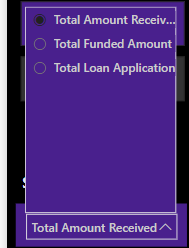 Total Amount Receiv...
Total Funded Amount
Total Loan Application
Total Amount Received